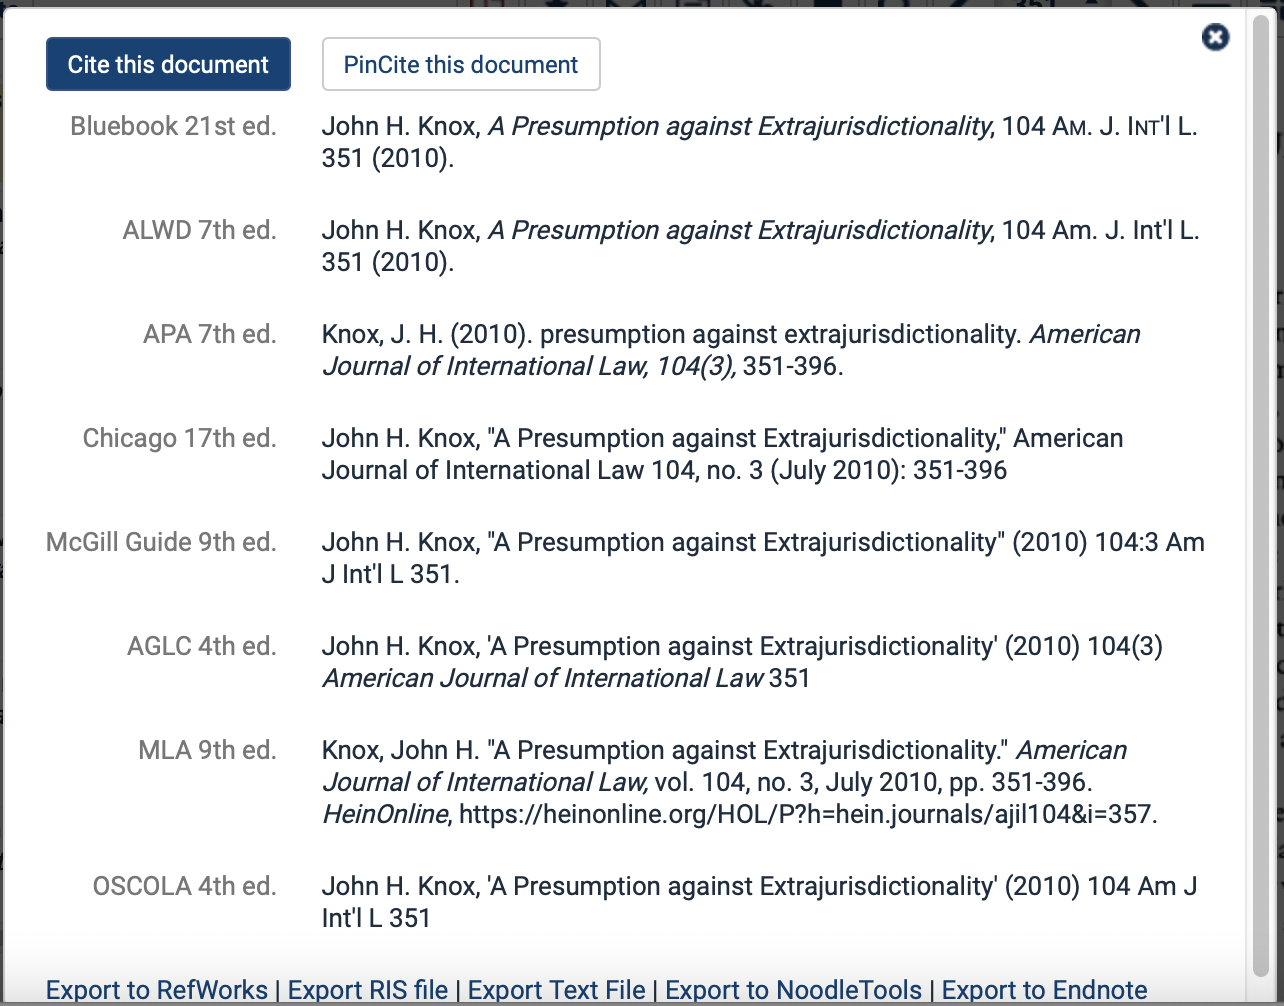 Cite this document PinCite this document
Bluebook 21st ed. John H. Knox, A Presumption against Extrajurisdictionality, 104 AM. J. INT'l L.
351 (2010).
ALWD 7th ed. John H. Knox, A Presumption against Extrajurisdictionality, 104 Am. J. Int'l L.
351 (2010).
APA 7th ed. Knox, J. H. (2010). presumption against extrajurisdictionality. American
Journal of International Law, 104(3), 351-396.
Chicago 17th ed. John H. Knox, "A Presumption against Extrajurisdictionality," American
Journal of International Law 104, no. 3 (July 2010): 351-396
McGill Guide 9th ed. John H. Knox, "A Presumption against Extrajurisdictionality" (2010) 104:3 Am
J Int'l L 351.
AGLC 4th ed. John H. Knox, 'A Presumption against Extrajurisdictionality' (2010) 104(3)
American Journal of International Law 351
MLA 9th ed. Knox, John H. "A Presumption against Extrajurisdictionality." American
Journal of International Law, vol. 104, no. 3, July 2010, pp. 351-396.
HeinOnline, https://heinonline.org/HOL/P?h=hein.journals/ajil104&i=357.
OSCOLA 4th ed. John H. Knox, 'A Presumption against Extrajurisdictionality' (2010) 104 Am J
Int'l L 351
Export to RefWorks | Export RIS file | Export Text File | Export to NoodleTools | Export to Endnote